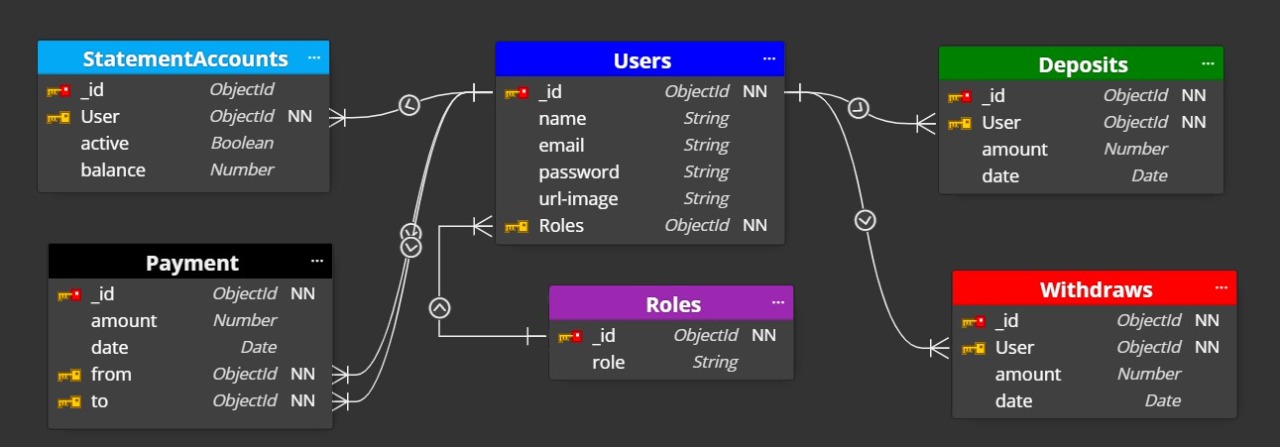 StatementAccounts ...
_id ObjectId
User ObjectId NN
active Boolean
balance Number
Users ...
_id ObjectId NN
name String
email String
password String
url-image String
Roles ObjectId NN
Deposits ...
_id ObjectId NN
User ObjectId NN
amount Number
date Date
Payment ...
_id ObjectId NN
amount Number
date Date
from ObjectId NN
to ObjectId NN
Roles ...
_id ObjectId NN
role String
Withdraws ...
_id ObjectId NN
User ObjectId NN
amount Number
date Date